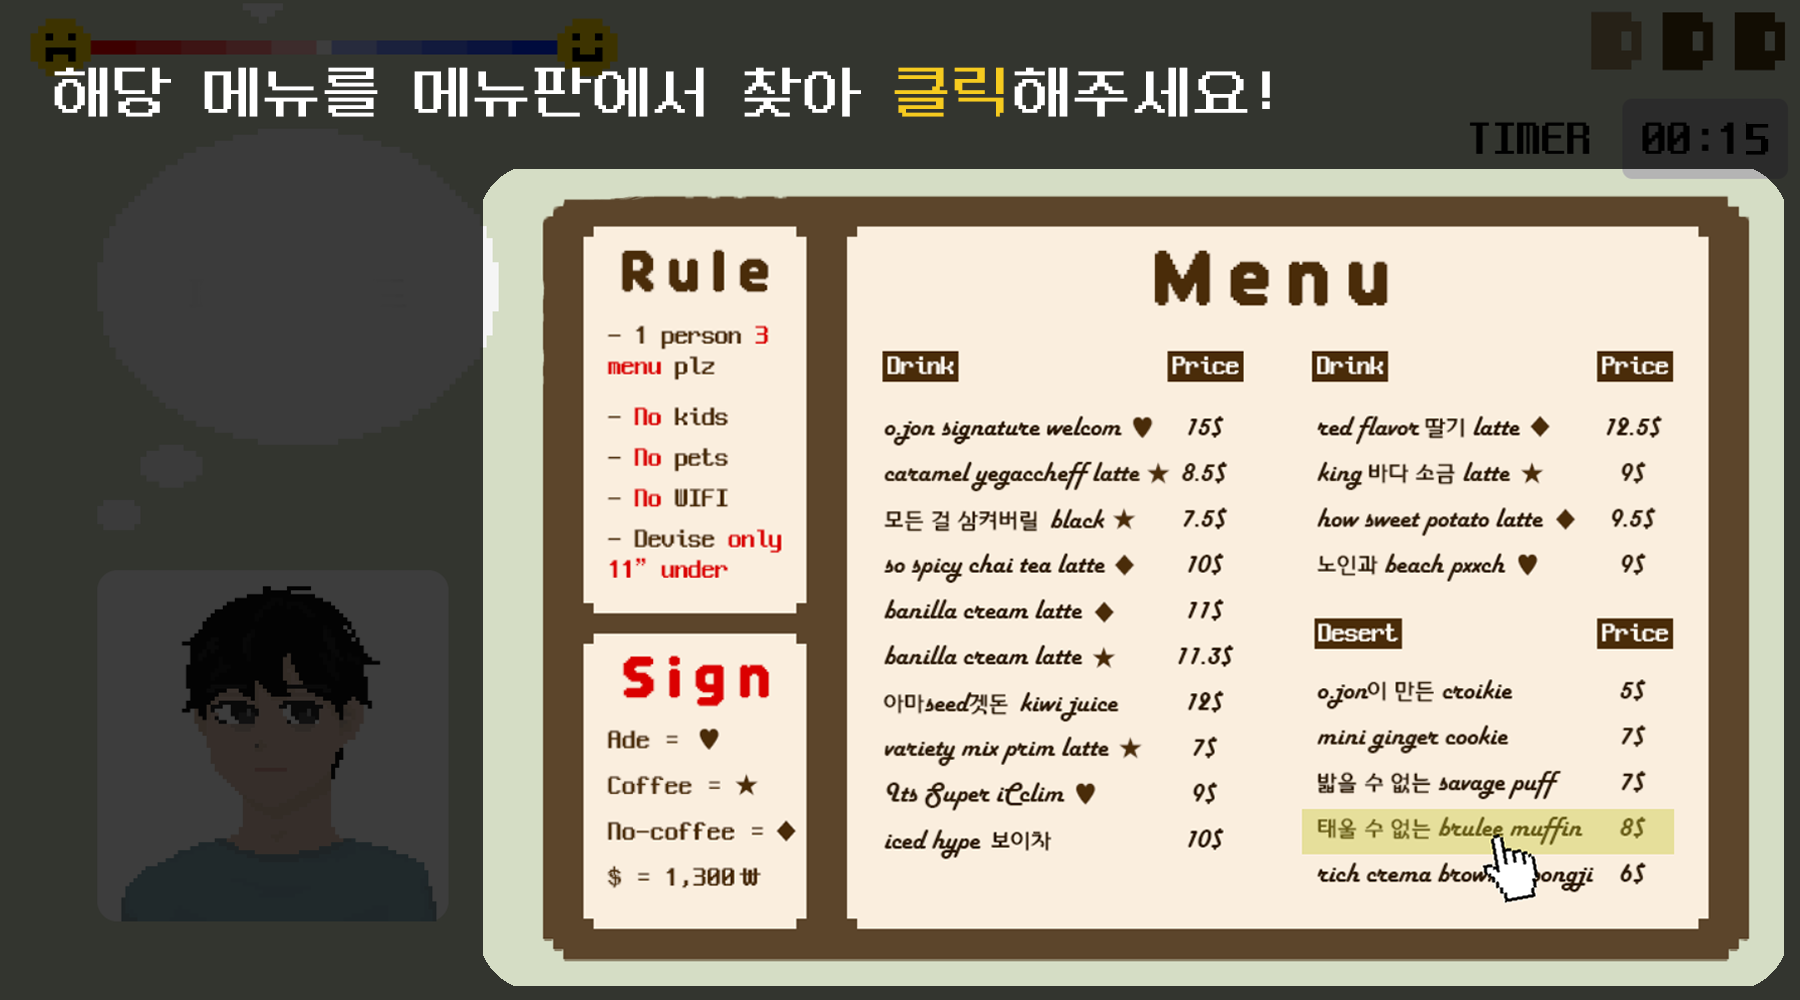 해당 메뉴를 메뉴판에서 찾아 클릭해주세요!
TIMER 00:15
Rule
- 1 person 3
menu plz
- No kids
- No pets
- No WIFI
- Devise only
11" under
Sign
Ade = ♥
Coffee = ★
No-coffee = ◆
$ = 1,300₩
Menu
Drink Price
o.jon signature welcom ♥ 15$
caramel yegaccheff latte ★ 8.5$
모든 걸 삼켜버릴 black ★ 7.5$
so spicy chai tea latte ◆ 10$
banilla cream latte ◆ 11$
banilla cream latte ★ 11.3$
아마seed겟돈 kiwi juice 12$
variety mix prim latte ★ 7$
Its Super iCclim ♥ 9$
iced hype 보이차 10$
Drink Price
red flavor 딸기 latte ◆ 12.5$
king 바다 소금 latte ★ 9$
how sweet potato latte ◆ 9.5$
노인과 beach pxxch ♥ 9$
Desert Price
o.jon이 만든 croikie 5$
mini ginger cookie 7$
밟을 수 없는 savage puff 7$
태울 수 없는 brulee muffin 8$
rich crema 6$